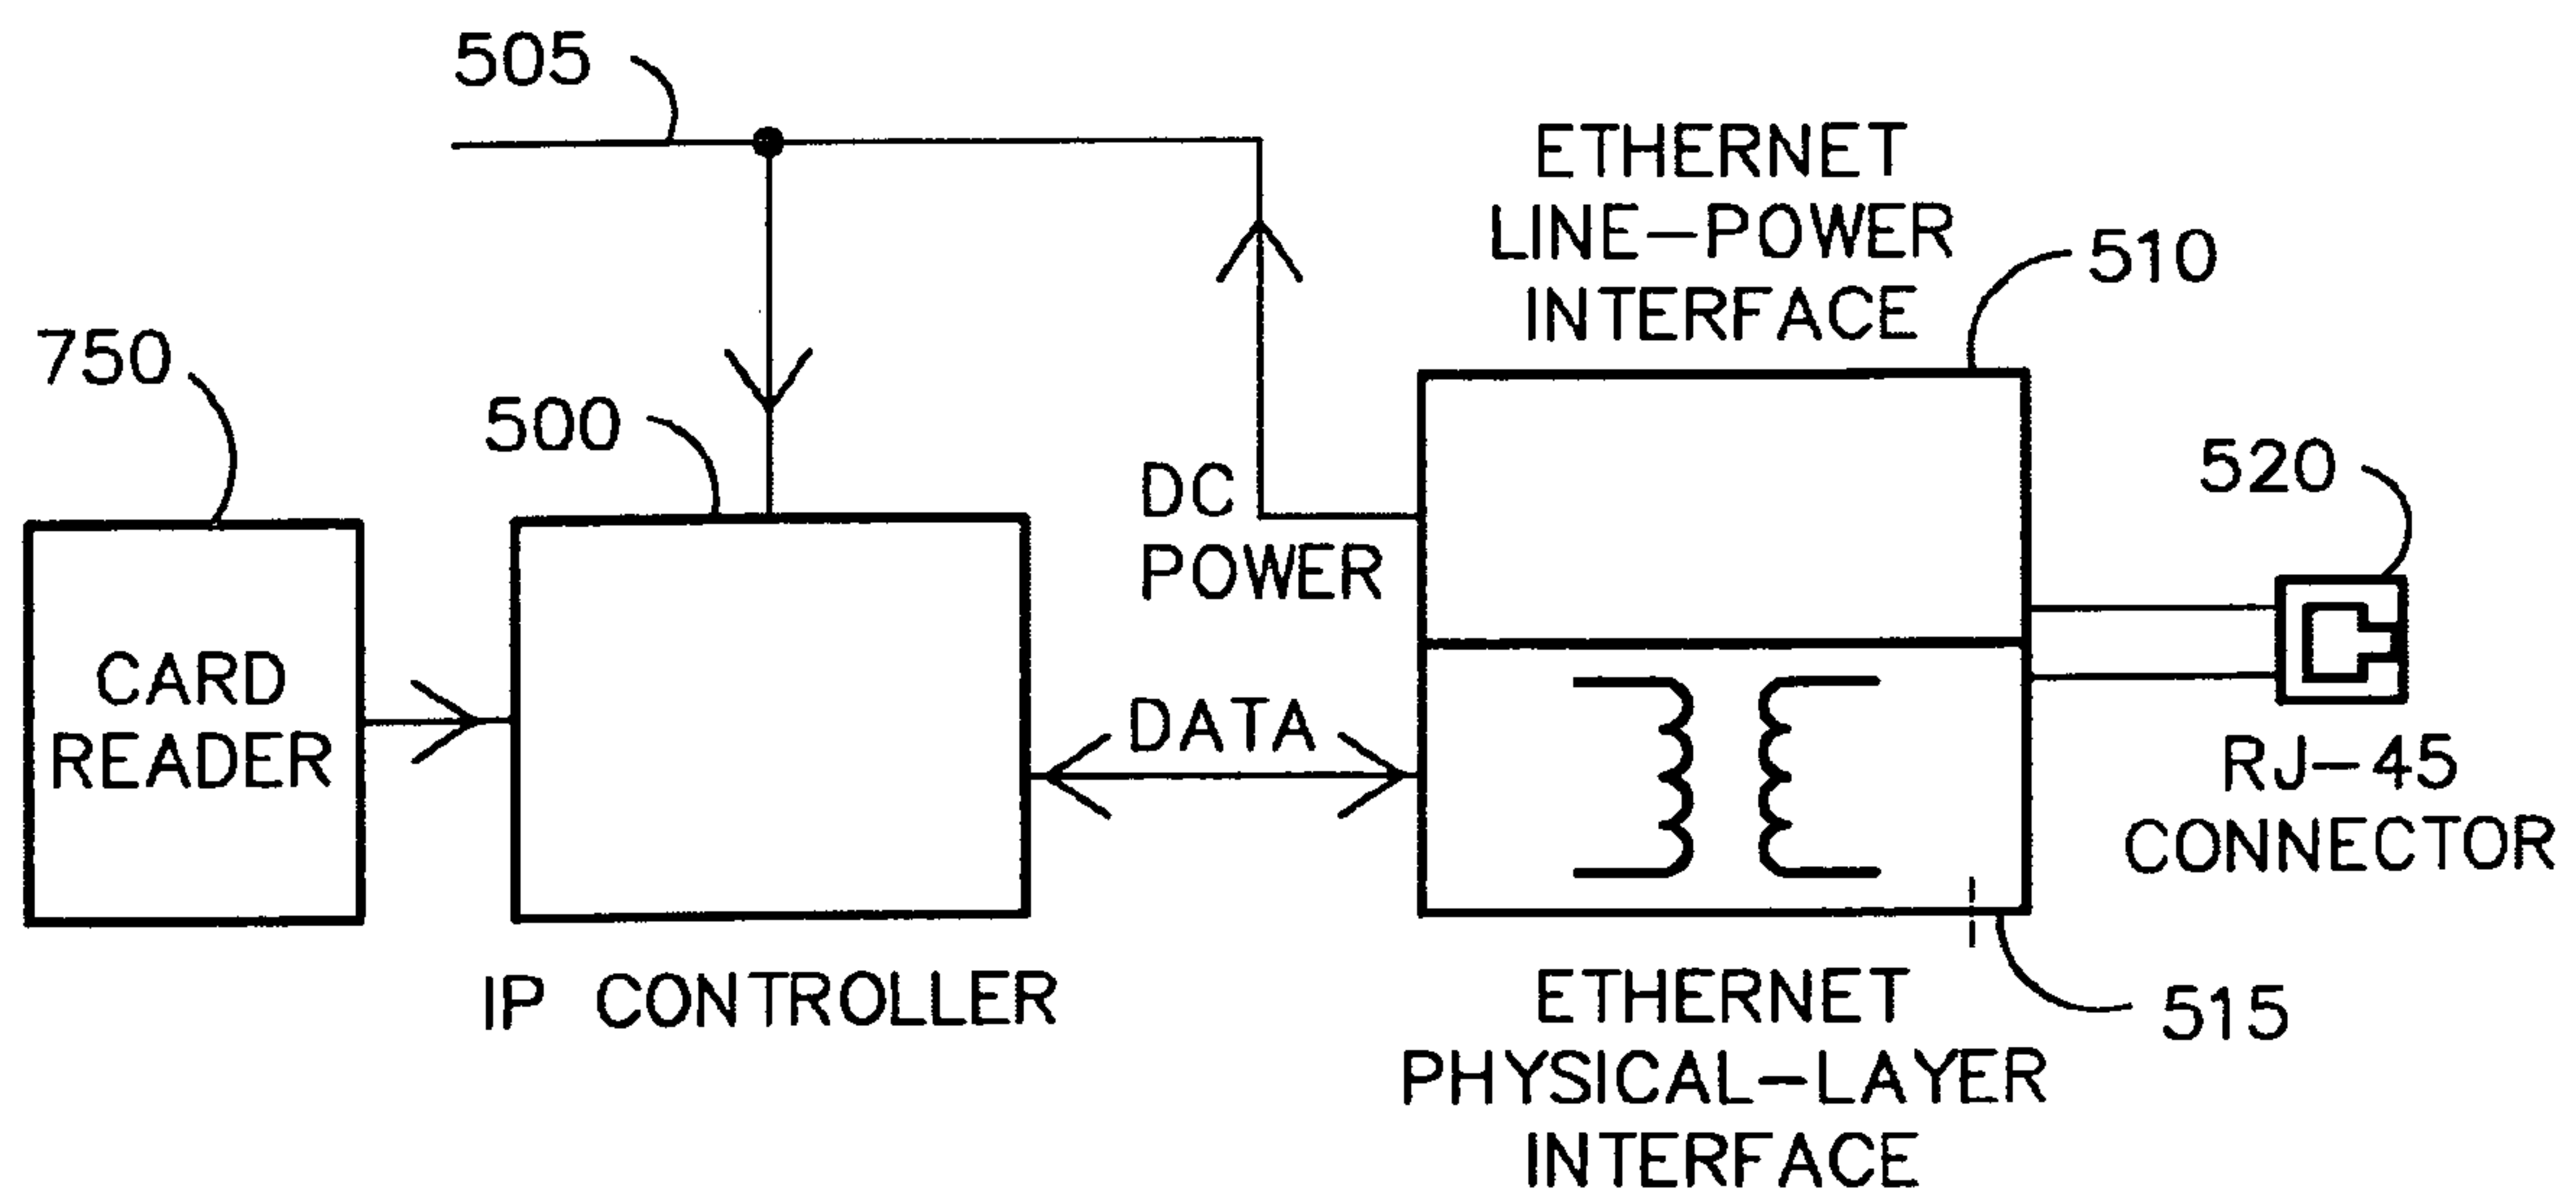 505
ETHERNET
LINE-POWER
INTERFACE
510
750
500
DC
POWER
520
CARD
READER
DATA
RJ-45
CONNECTOR
IP CONTROLLER
ETHERNET
PHYSICAL-LAYER
INTERFACE
515